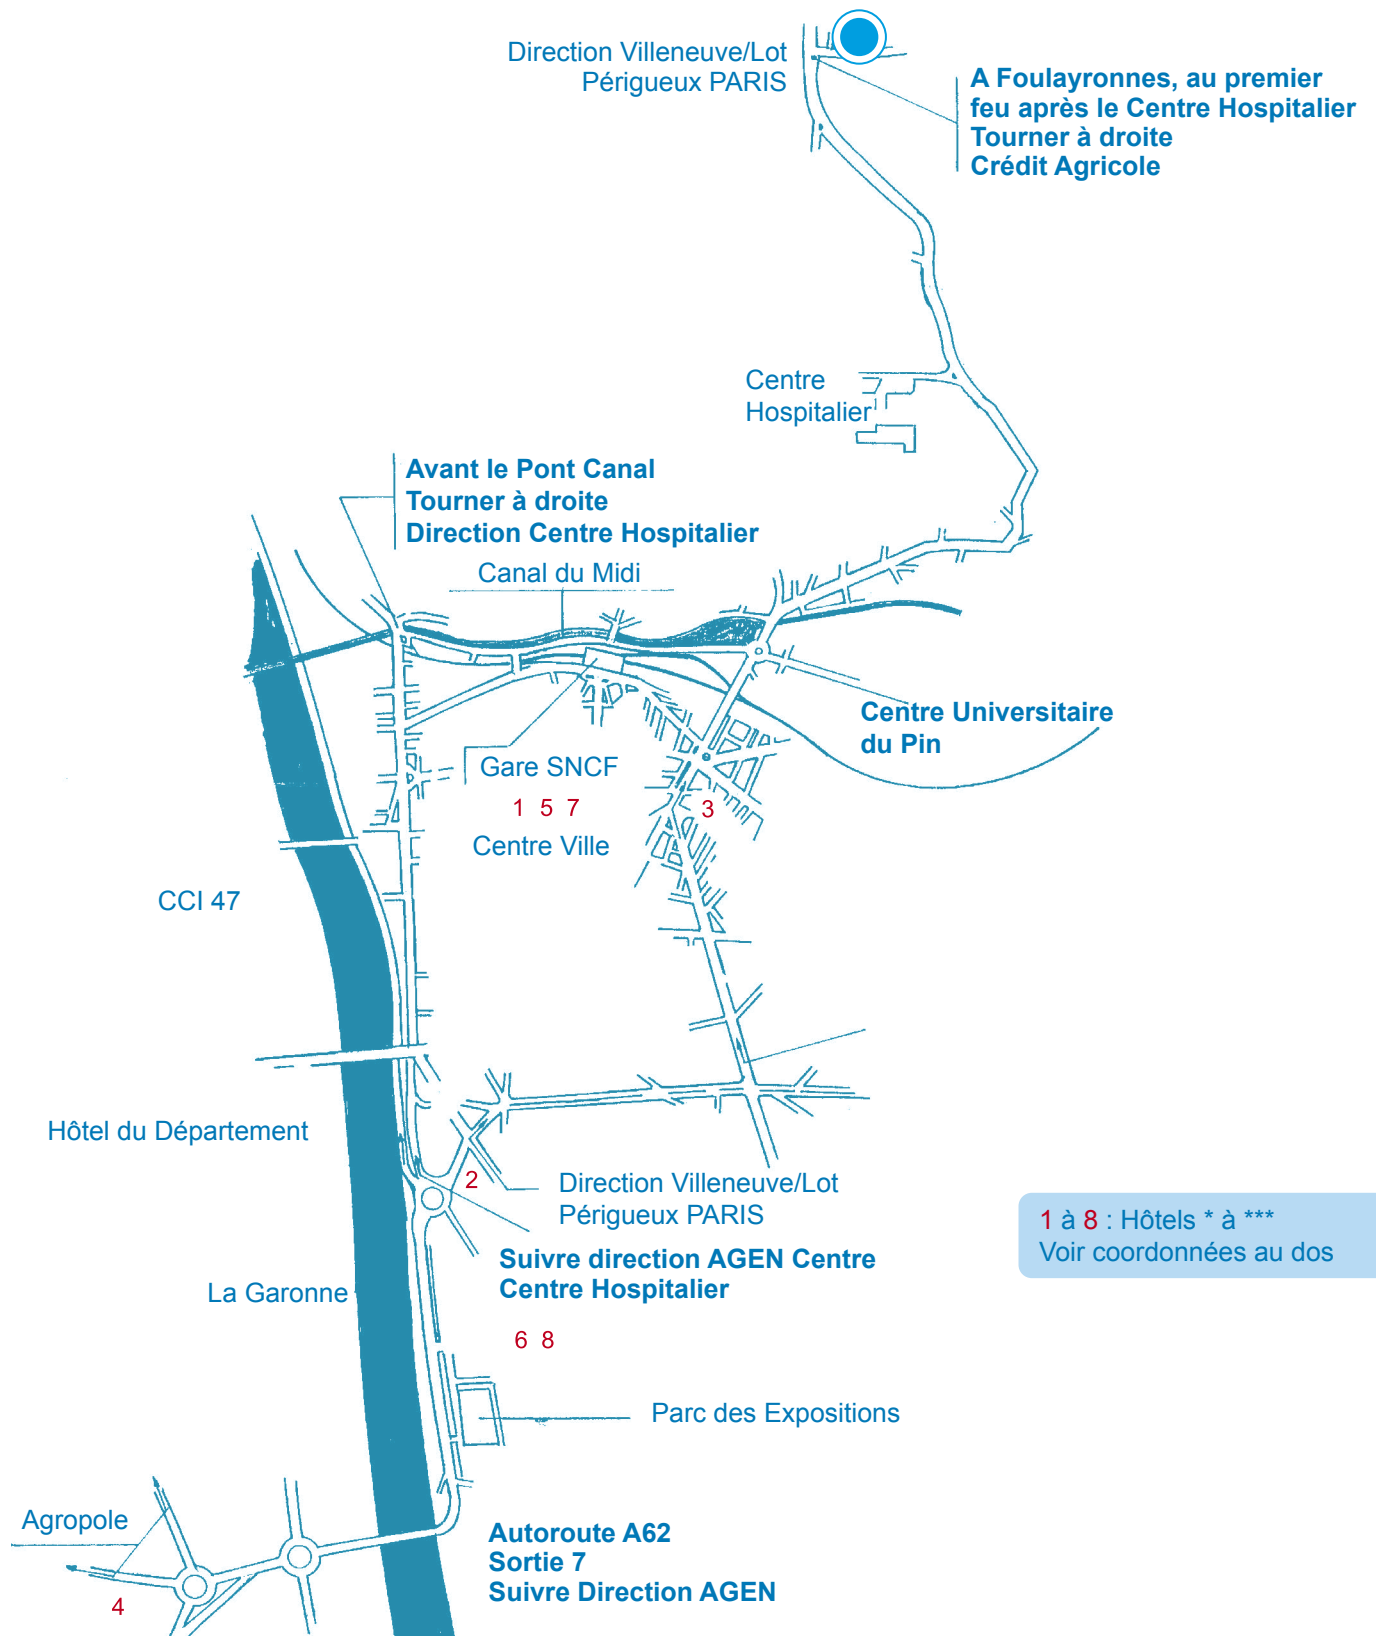 Direction Villeneuve/Lot
Périgueux PARIS
A Foulayronnes, au premier
feu après le Centre Hospitalier
Tourner à droite
Crédit Agricole
Centre
Hospitalier
Avant le Pont Canal
Tourner à droite
Direction Centre Hospitalier
Canal du Midi
Centre Universitaire
du Pin
Gare SNCF
1 5 7
3
Centre Ville
CCI 47
Hôtel du Département
2
Direction Villeneuve/Lot
Périgueux PARIS
1 à 8 : Hôtels * à ***
Voir coordonnées au dos
Suivre direction AGEN Centre
Centre Hospitalier
La Garonne
6 8
Parc des Expositions
Agropole
Autoroute A62
Sortie 7
Suivre Direction AGEN
4